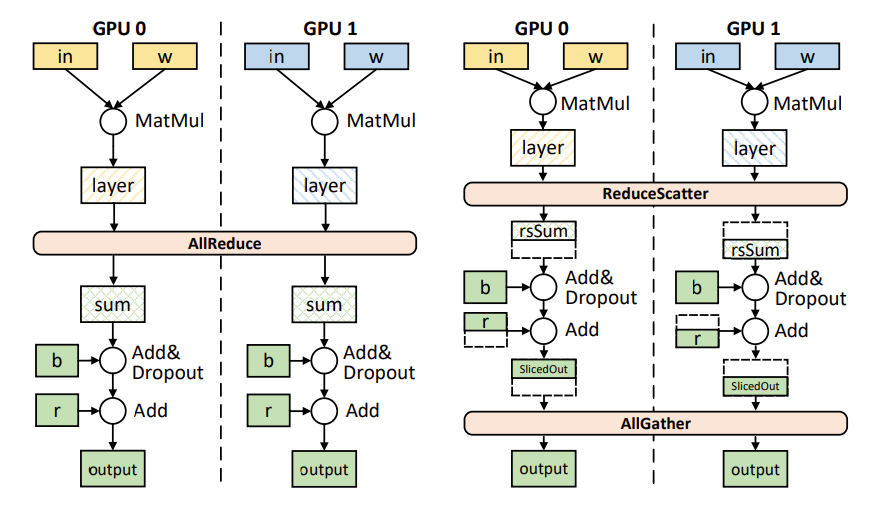 GPU 0
GPU 1
in
w
in
w
MatMul
MatMul
layer
layer
AllReduce
sum
sum
b
Add&
Dropout
b
Add&
Dropout
r
Add
r
Add
output
output
GPU 0
GPU 1
in
w
in
w
MatMul
MatMul
layer
layer
ReduceScatter
rsSum
rsSum
b
Add&
Dropout
b
Add&
Dropout
r
Add
r
Add
SlicedOut
SlicedOut
AllGather
output
output